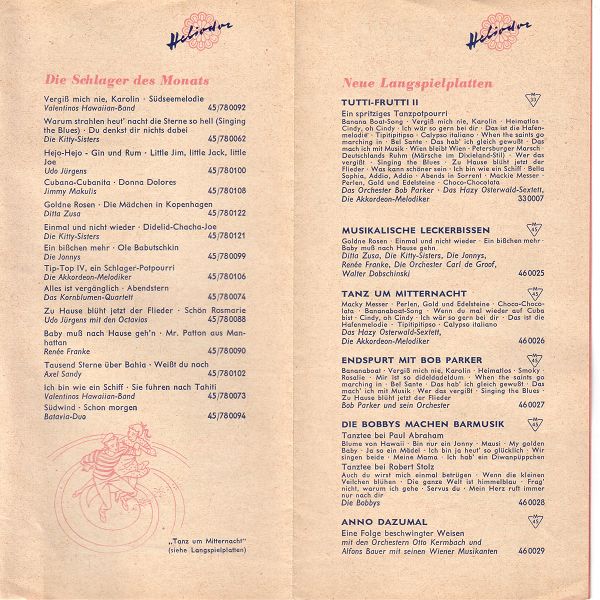 Heliodor
Die Schlager des Monats
Vergiß mich nie, Karolin · Südseemelodie
Valentinos Hawaiian-Band 45/780092
Warum strahlen heut' nacht die Sterne so hell (Singing
the Blues) · Du denkst dir nichts dabei
Die Kitty-Sisters 45/780062
Hejo-Hejo - Gin und Rum · Little Jim, little Jack, little
Joe
Udo Jürgens 45/780100
Cubana-Cubanita · Donna Dolores
Jimmy Makulis 45/780108
Goldne Rosen · Die Mädchen in Kopenhagen
Ditta Zusa 45/780122
Einmal und nicht wieder · Didelid-Chacha-Joe
Die Kitty-Sisters 45/780121
Ein bißchen mehr · Ole Babutschkin
Die Jonnys 45/780099
Tip-Top IV, ein Schlager-Potpourri
Die Akkordeon-Melodiker 45/780106
Alles ist vergänglich · Abendstern
Das Kornblumen-Quartett 45/780074
Zu Hause blüht jetzt der Flieder · Schön Rosmarie
Udo Jürgens mit den Octavios 45/780088
Baby muß nach Hause geh'n · Mr. Patton aus Man-
hattan
Renée Franke 45/780090
Tausend Sterne über Bahia · Weißt du noch
Axel Sandy 45/780102
Ich bin wie ein Schiff · Sie fuhren nach Tahiti
Valentinos Hawaiian-Band 45/780073
Südwind · Schon morgen
Batavia-Duo 45/780094
„Tanz um Mitternacht"
(siehe Langspielplatten)
Heliodor
Neue Langspielplatten
TUTTI-FRUTTI II M 33
Ein spritziges Tanzpotpourri
Banana Boat-Song · Vergiß mich nie, Karolin · Heimatlos
Cindy, oh Cindy · Ich wär so gern bei dir · Das ist die Hafen-
melodie · Tipitipitipso · Calypso italiano · When the saints go
marching in · Bel Sante · Das hab' ich gleich gewußt · Das
mach ich mit Musik · Wien bleibt Wien · Petersburger Marsch
Deutschlands Ruhm (Märsche im Dixieland-Stil) · Wer das
vergißt · Singing the Blues · Zu Hause blüht jetzt der
Flieder · Was kann schöner sein · Ich bin wie ein Schiff · Bella
Sophia, Addio, Addio · Abends in Sorrent · Mackie Messer
Perlen, Gold und Edelsteine · Choco-Chocolata
Das Orchester Bob Parker · Das Hazy Osterwald-Sextett,
Die Akkordeon-Melodiker 330007
MUSIKALISCHE LECKERBISSEN M 45
Goldne Rosen · Einmal und nicht wieder · Ein bißchen mehr
Baby muß nach Hause gehn
Ditta Zusa, Die Kitty-Sisters, Die Jonnys,
Renée Franke, Die Orchester Carl de Groof,
Walter Dobschinski 460025
TANZ UM MITTERNACHT M 45
Macky Messer · Perlen, Gold und Edelsteine · Choco-Choco-
lata · Bananaboat-Song · Wenn du mal wieder auf Cuba
bist · Cindy, oh Cindy · Ich wär so gern bei dir · Das ist die
Hafenmelodie · Tipitipitipso · Calypso italiano
Das Hazy Osterwald-Sextett,
Die Akkordeon-Melodiker 460026
ENDSPURT MIT BOB PARKER M 45
Bananaboat · Vergiß mich nie, Karolin · Heimatlos · Smoky
Rosalie · Mir ist so dideldadeldum · When the saints go
marching in · Bel Sante · Das hab' ich gleich gewußt · Das
mach' ich mit Musik · Wer das vergißt · Singing the Blues
Zu Hause blüht jetzt der Flieder
Bob Parker und sein Orchester 460027
DIE BOBBYS MACHEN BARMUSIK M 45
Tanztee bei Paul Abraham
Blume von Hawaii · Bin nur ein Jonny · Mausi · My golden
Baby · Ja so ein Mädel · Ich bin ja heut' so glücklich · Wir
singen beide · Meine Mama · Ich hab' ein Diwanpüppchen
Tanztee bei Robert Stolz
Auch du wirst mich einmal betrügen · Wenn die kleinen
Veilchen blühen · Die ganze Welt ist himmelblau · Frag'
nicht, warum ich gehe · Servus du · Mein Herz ruft immer
nur nach dir
Die Bobbys 460028
ANNO DAZUMAL M 45
Eine Folge beschwingter Weisen
mit den Orchestern Otto Kermbach und
Alfons Bauer mit seinen Wiener Musikanten 460029